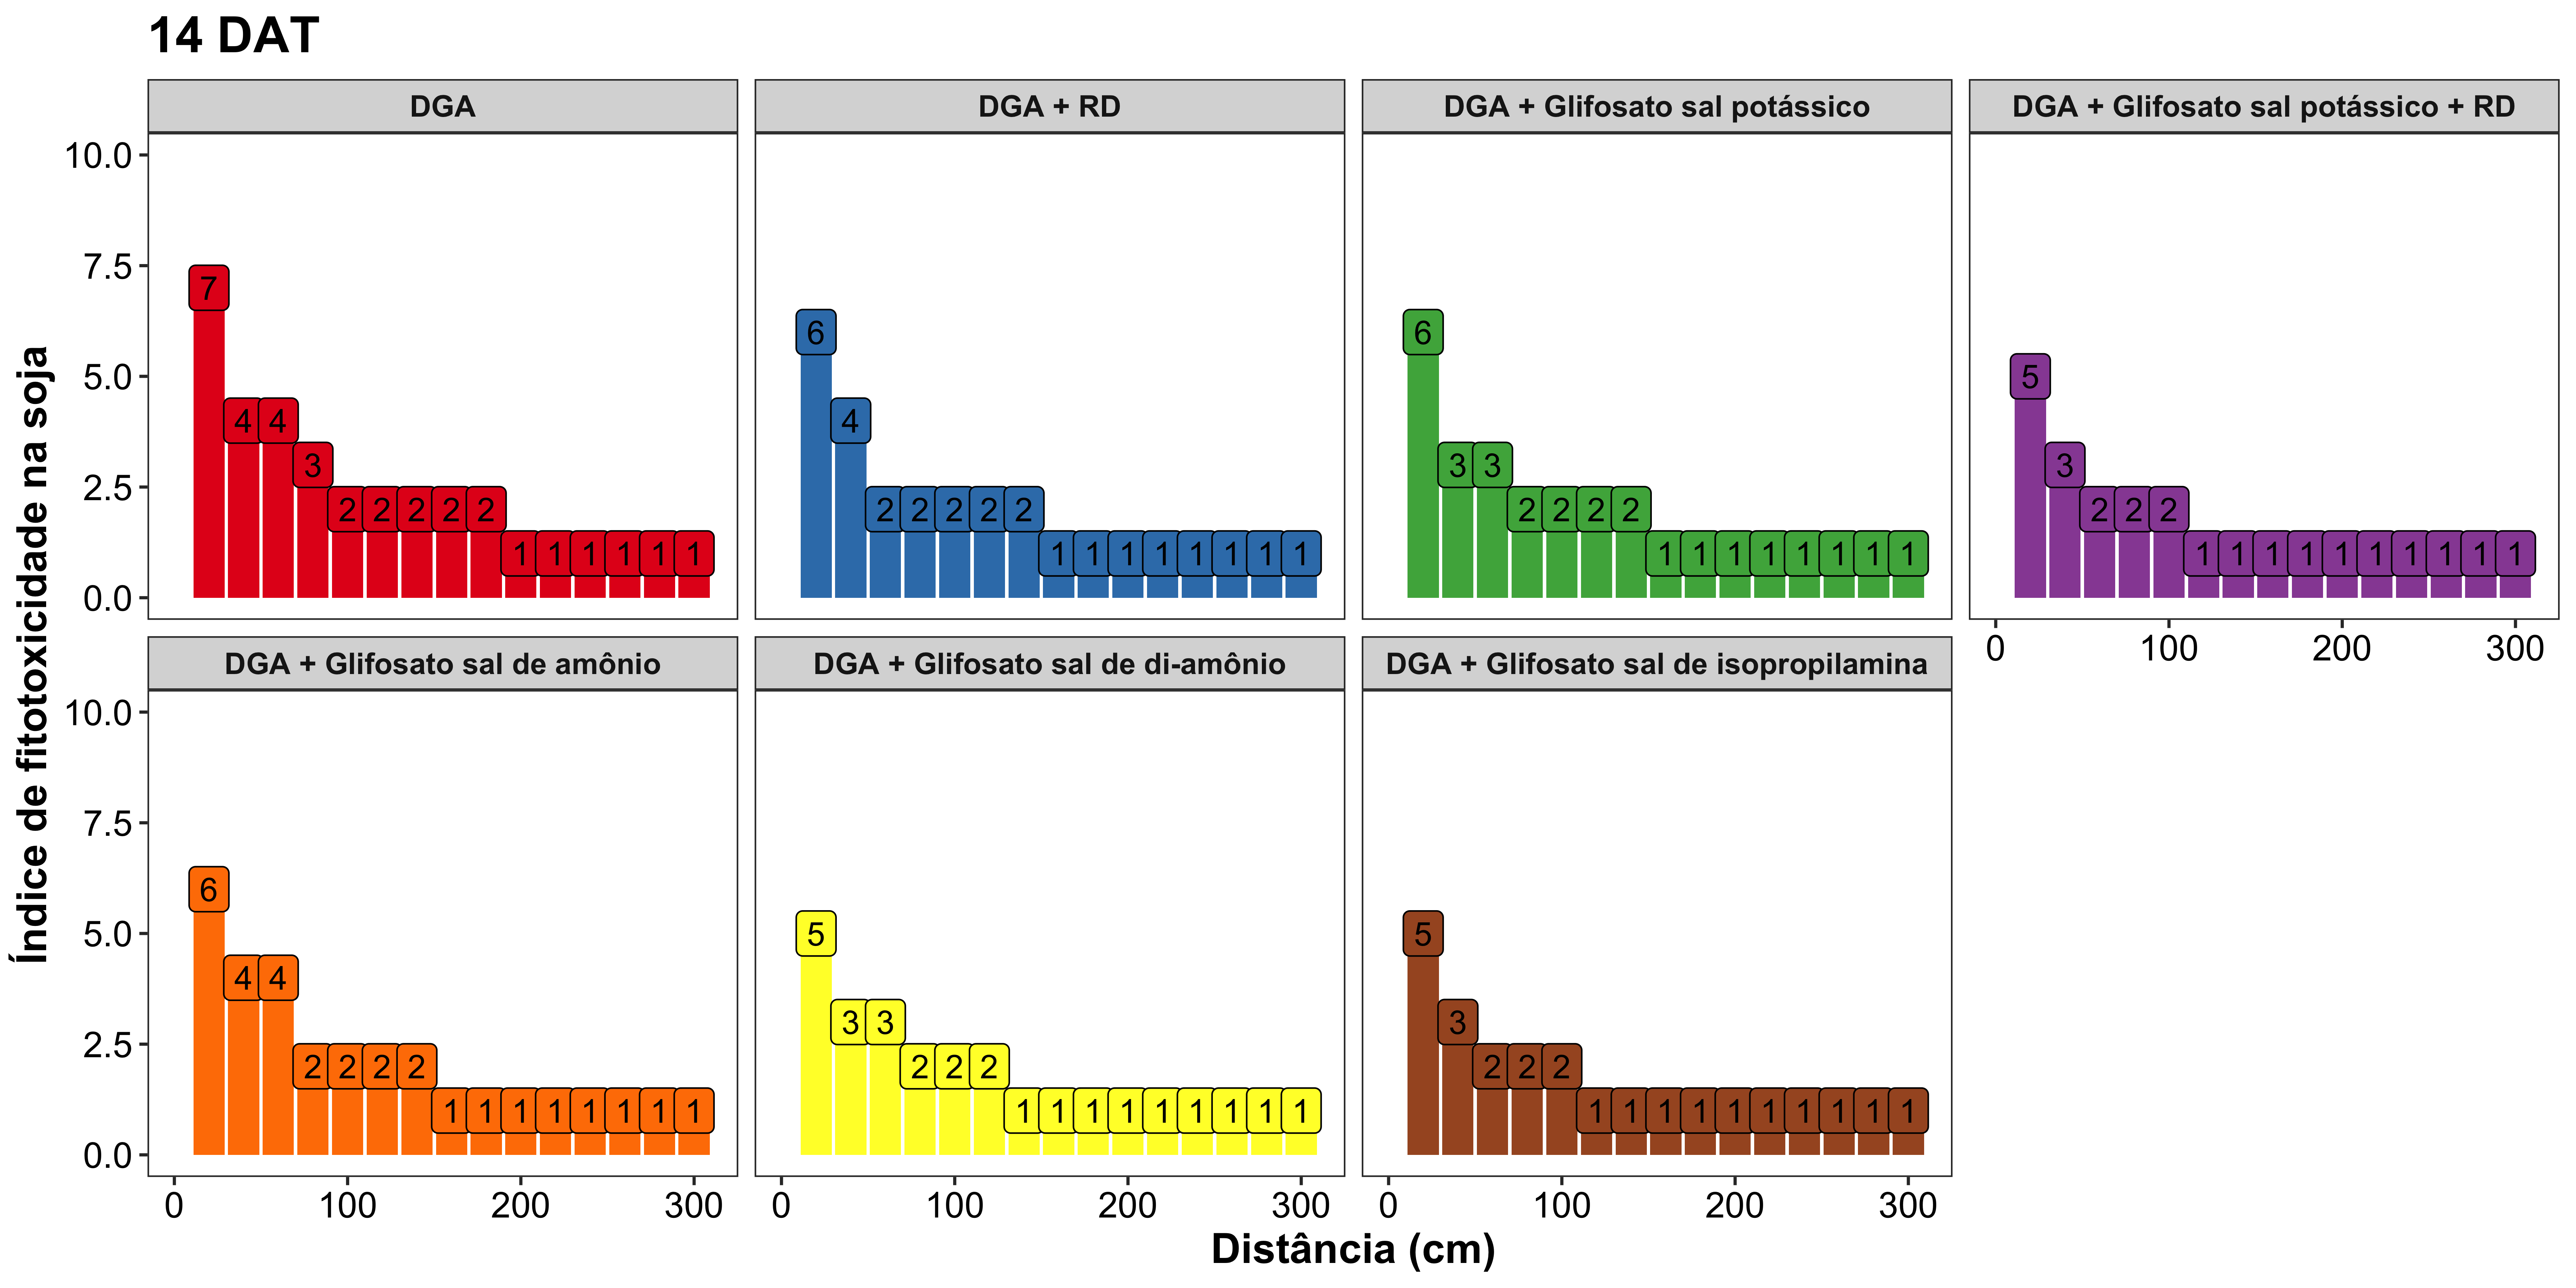 14 DAT
DGA
DGA + RD
DGA + Glifosato sal potássico
DGA + Glifosato sal potássico + RD
10.0
7.5
5.0
2.5
0.0
7 4 4 3 2 2 2 2 2 1 1 1 1 1 1
6 4 2 2 2 2 2 1 1 1 1 1 1 1 1
6 3 3 2 2 2 2 1 1 1 1 1 1 1 1
5 3 2 2 2 1 1 1 1 1 1 1 1 1 1
0 100 200 300
DGA + Glifosato sal de amônio
DGA + Glifosato sal de di-amônio
DGA + Glifosato sal de isopropilamina
10.0
7.5
5.0
2.5
0.0
6 4 4 2 2 2 2 1 1 1 1 1 1 1 1
5 3 3 2 2 2 1 1 1 1 1 1 1 1 1
5 3 2 2 2 1 1 1 1 1 1 1 1 1 1
0 100 200 300
0 100 200 300
0 100 200 300
Índice de fitotoxicidade na soja
Distância (cm)